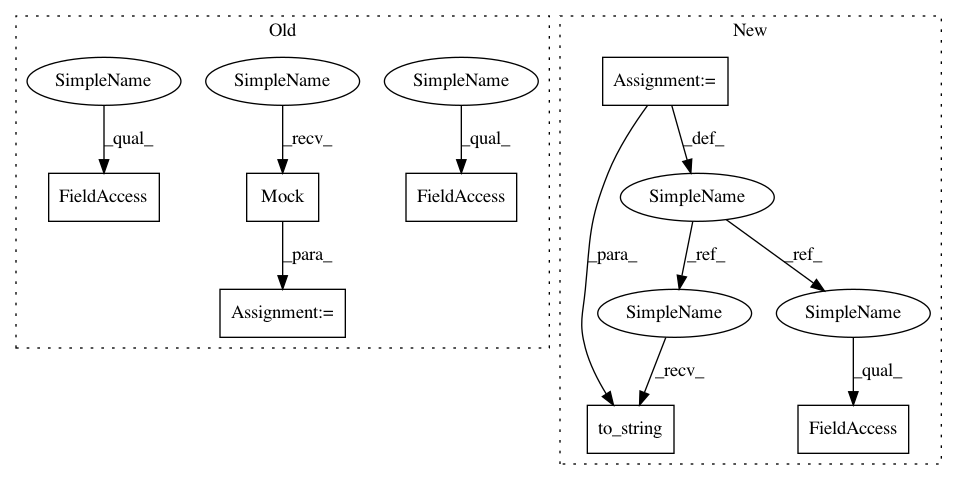 Old
New
SimpleName
SimpleName
SimpleName
Assignment:=
_qual_
_recv_
_qual_
_def_
FieldAccess
Mock
FieldAccess
SimpleName
_para_
_para_
_ref_
_ref_
Assignment:=
SimpleName
SimpleName
_recv_
_qual_
to_string
FieldAccess